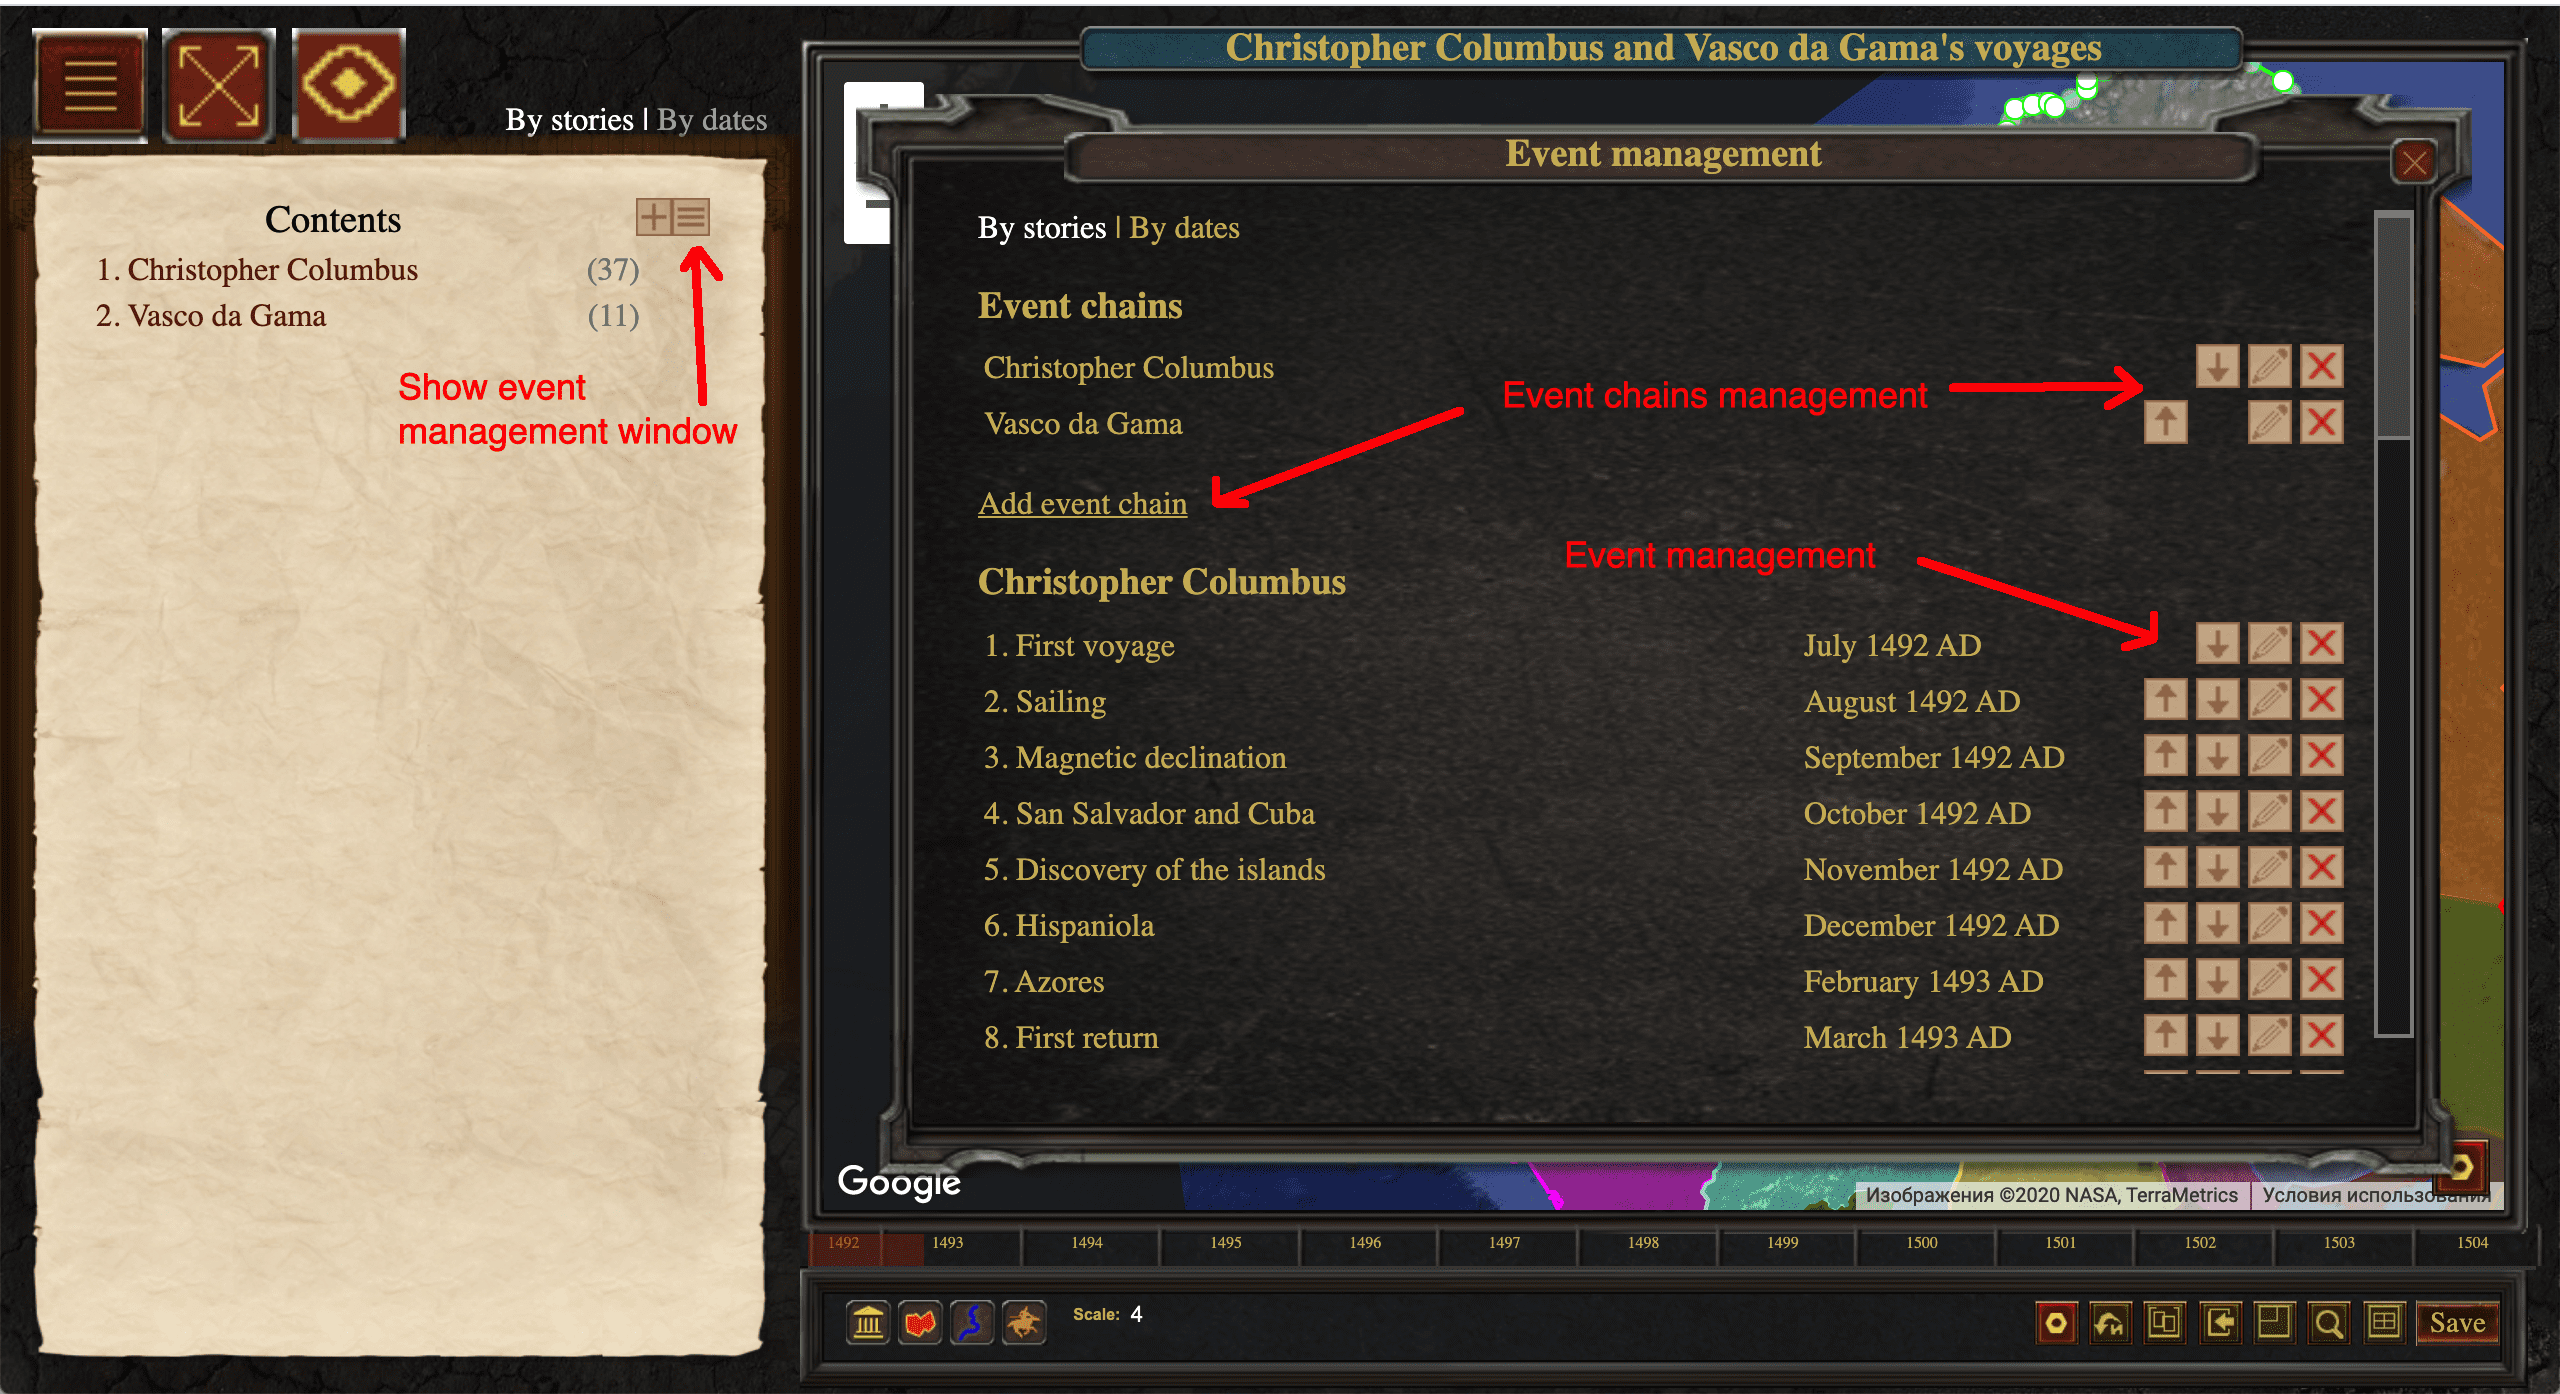 Christopher Columbus and Vasco da Gama's voyages
By stories | By dates
Contents
1. Christopher Columbus (37)
2. Vasco da Gama (11)
Show event
management window
Event management
By stories | By dates
Event chains
Christopher Columbus
Event chains management
Vasco da Gama
Add event chain
Event management
Christopher Columbus
1. First voyage July 1492 AD
2. Sailing August 1492 AD
3. Magnetic declination September 1492 AD
4. San Salvador and Cuba October 1492 AD
5. Discovery of the islands November 1492 AD
6. Hispaniola December 1492 AD
7. Azores February 1493 AD
8. First return March 1493 AD
Google
Изображения ©2020 NASA, TerraMetrics Условия использования
1492 1493 1494 1495 1496 1497 1498 1499 1500 1501 1502 1503 1504
Scale: 4
Save